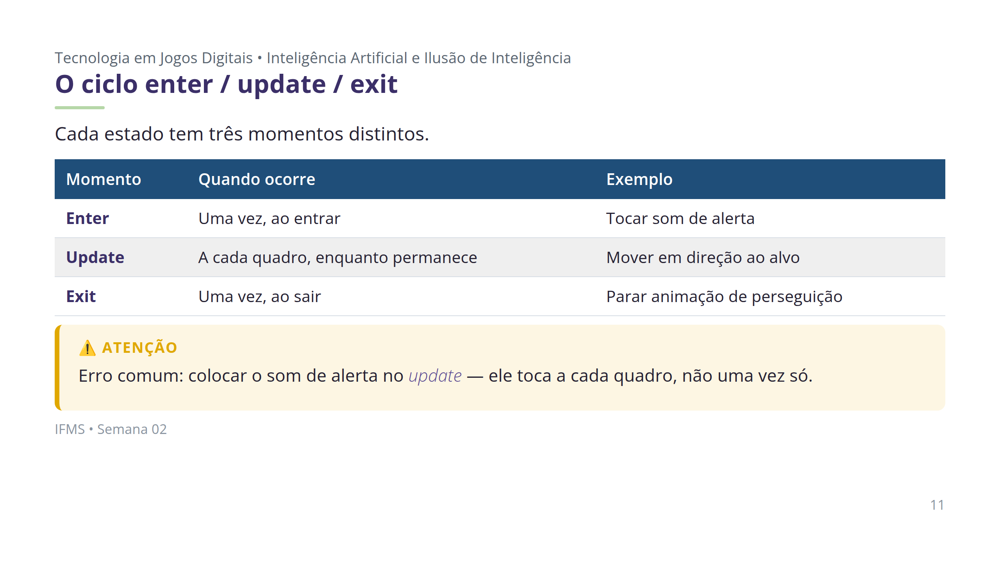 Tecnologia em Jogos Digitais • Inteligência Artificial e Ilusão de Inteligência
O ciclo enter / update / exit
Cada estado tem três momentos distintos.
Momento Quando ocorre Exemplo
Enter Uma vez, ao entrar Tocar som de alerta
Update A cada quadro, enquanto permanece Mover em direção ao alvo
Exit Uma vez, ao sair Parar animação de perseguição
⚠️ ATENÇÃO
Erro comum: colocar o som de alerta no update — ele toca a cada quadro, não uma vez só.
IFMS • Semana 02
11